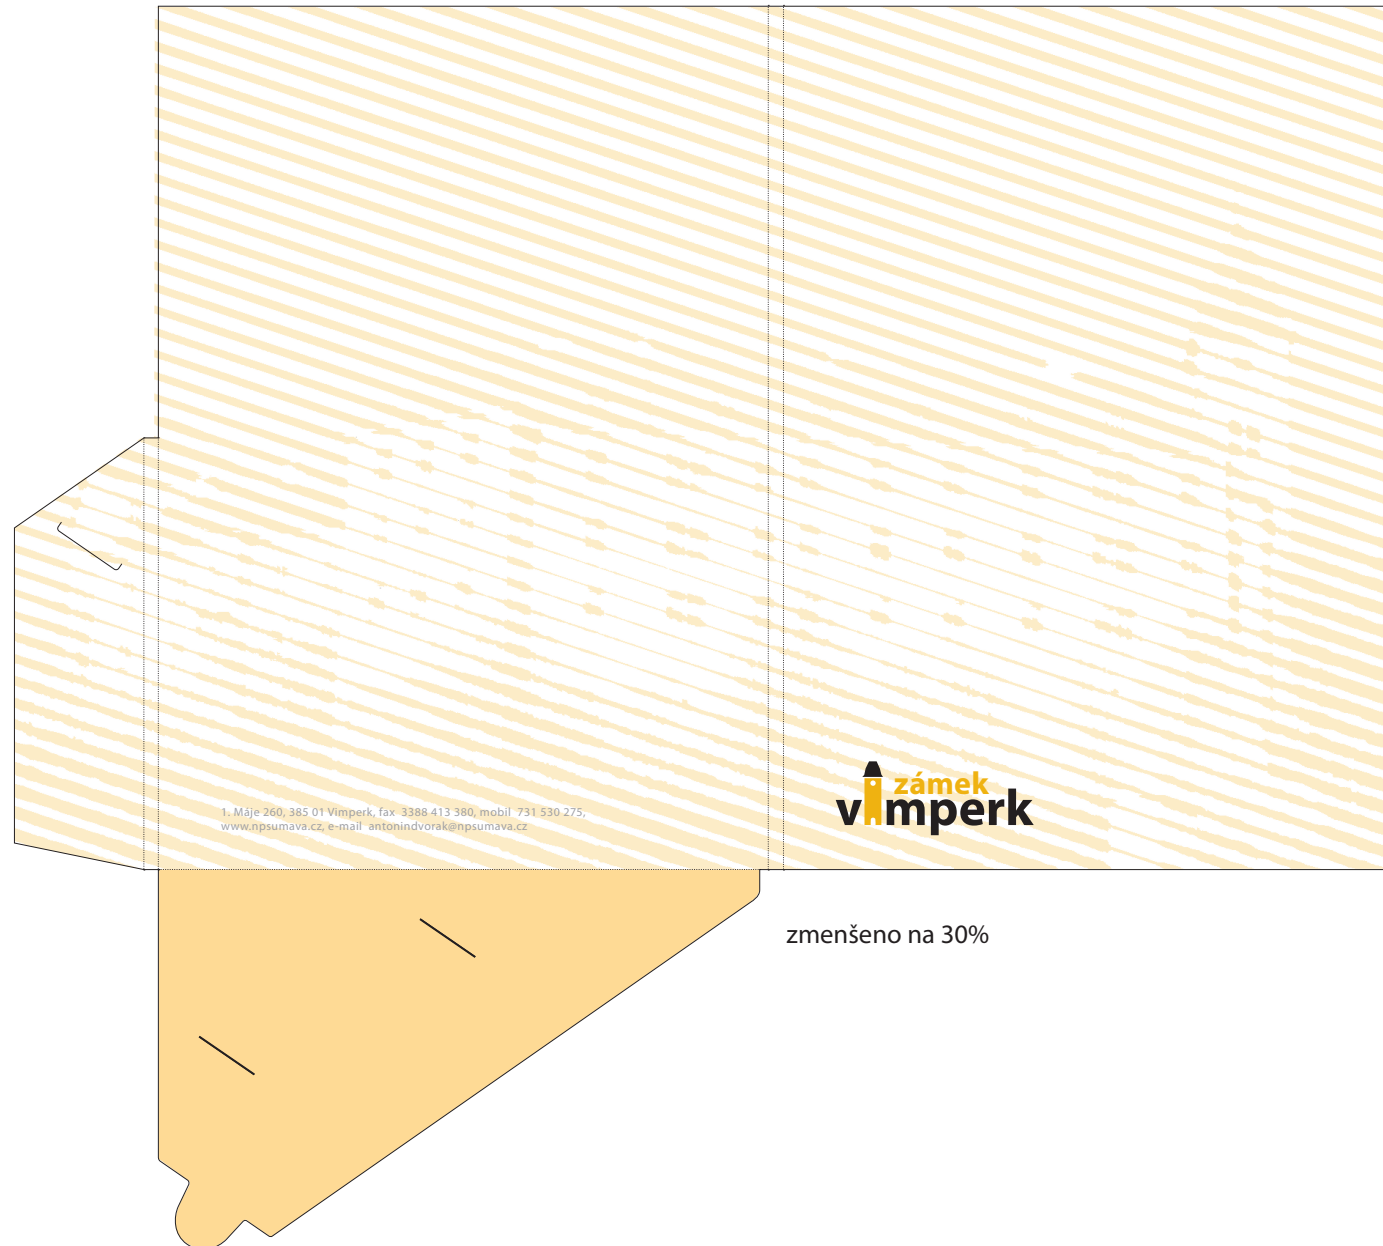 zámek
vimperk
1. Máje 260, 385 01 Vimperk, fax 3388 413 380, mobil 731 530 275,
www.npsumava.cz, e-mail antonindvorak@npsumava.cz
zmenšeno na 30%